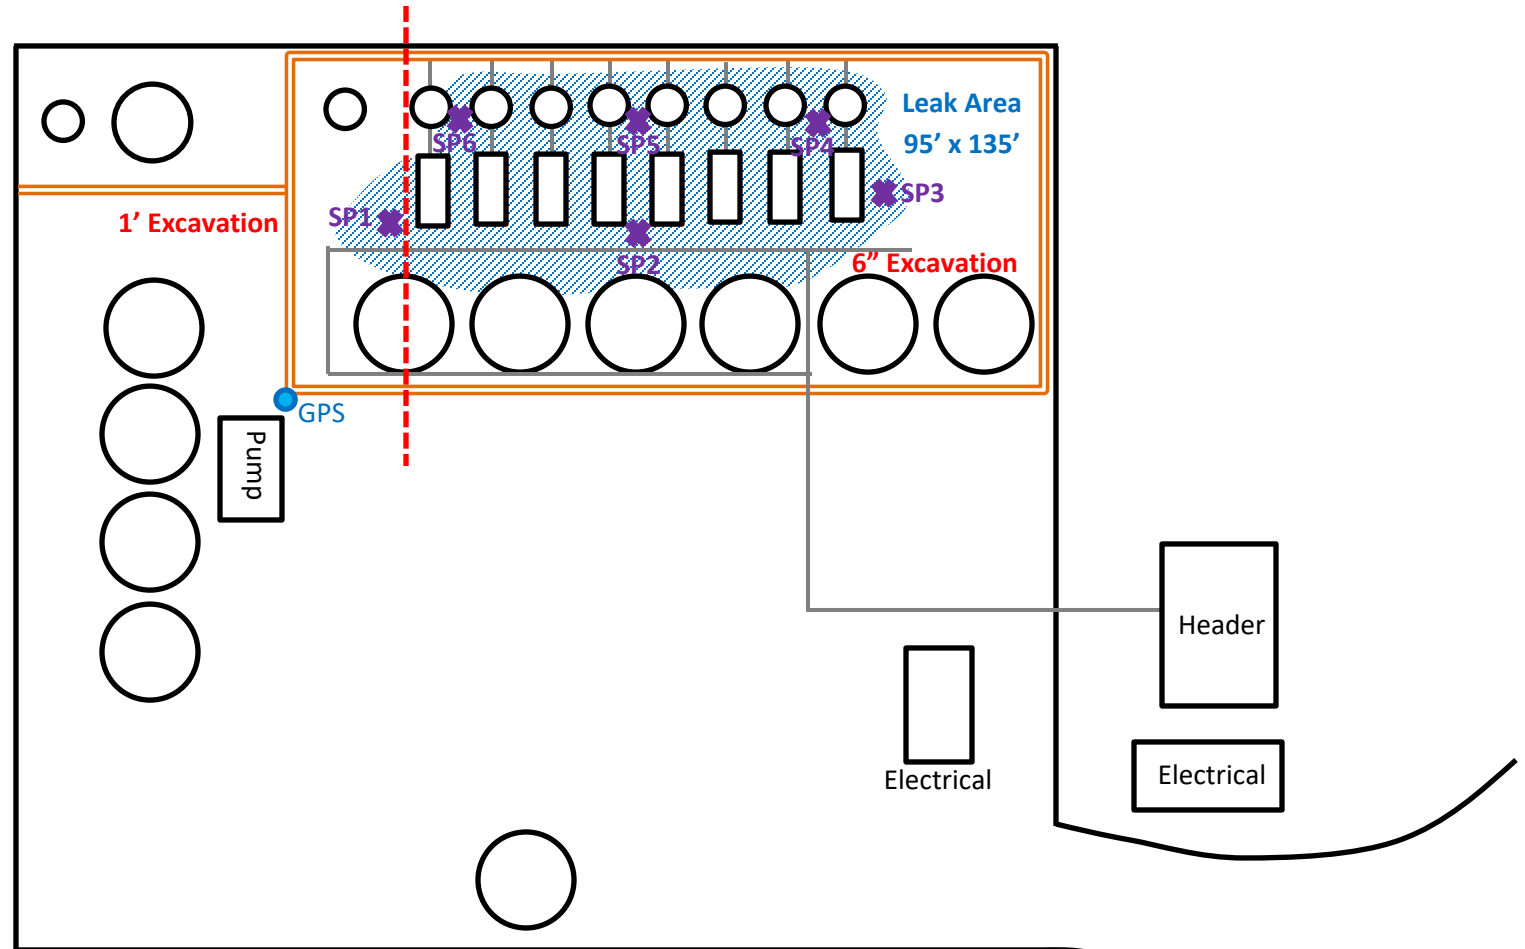 Leak Area
95’ x 135’
SP6
SP5
SP4
SP3
SP1
1’ Excavation
SP2
6” Excavation
GPS
Pump
Header
Electrical
Electrical